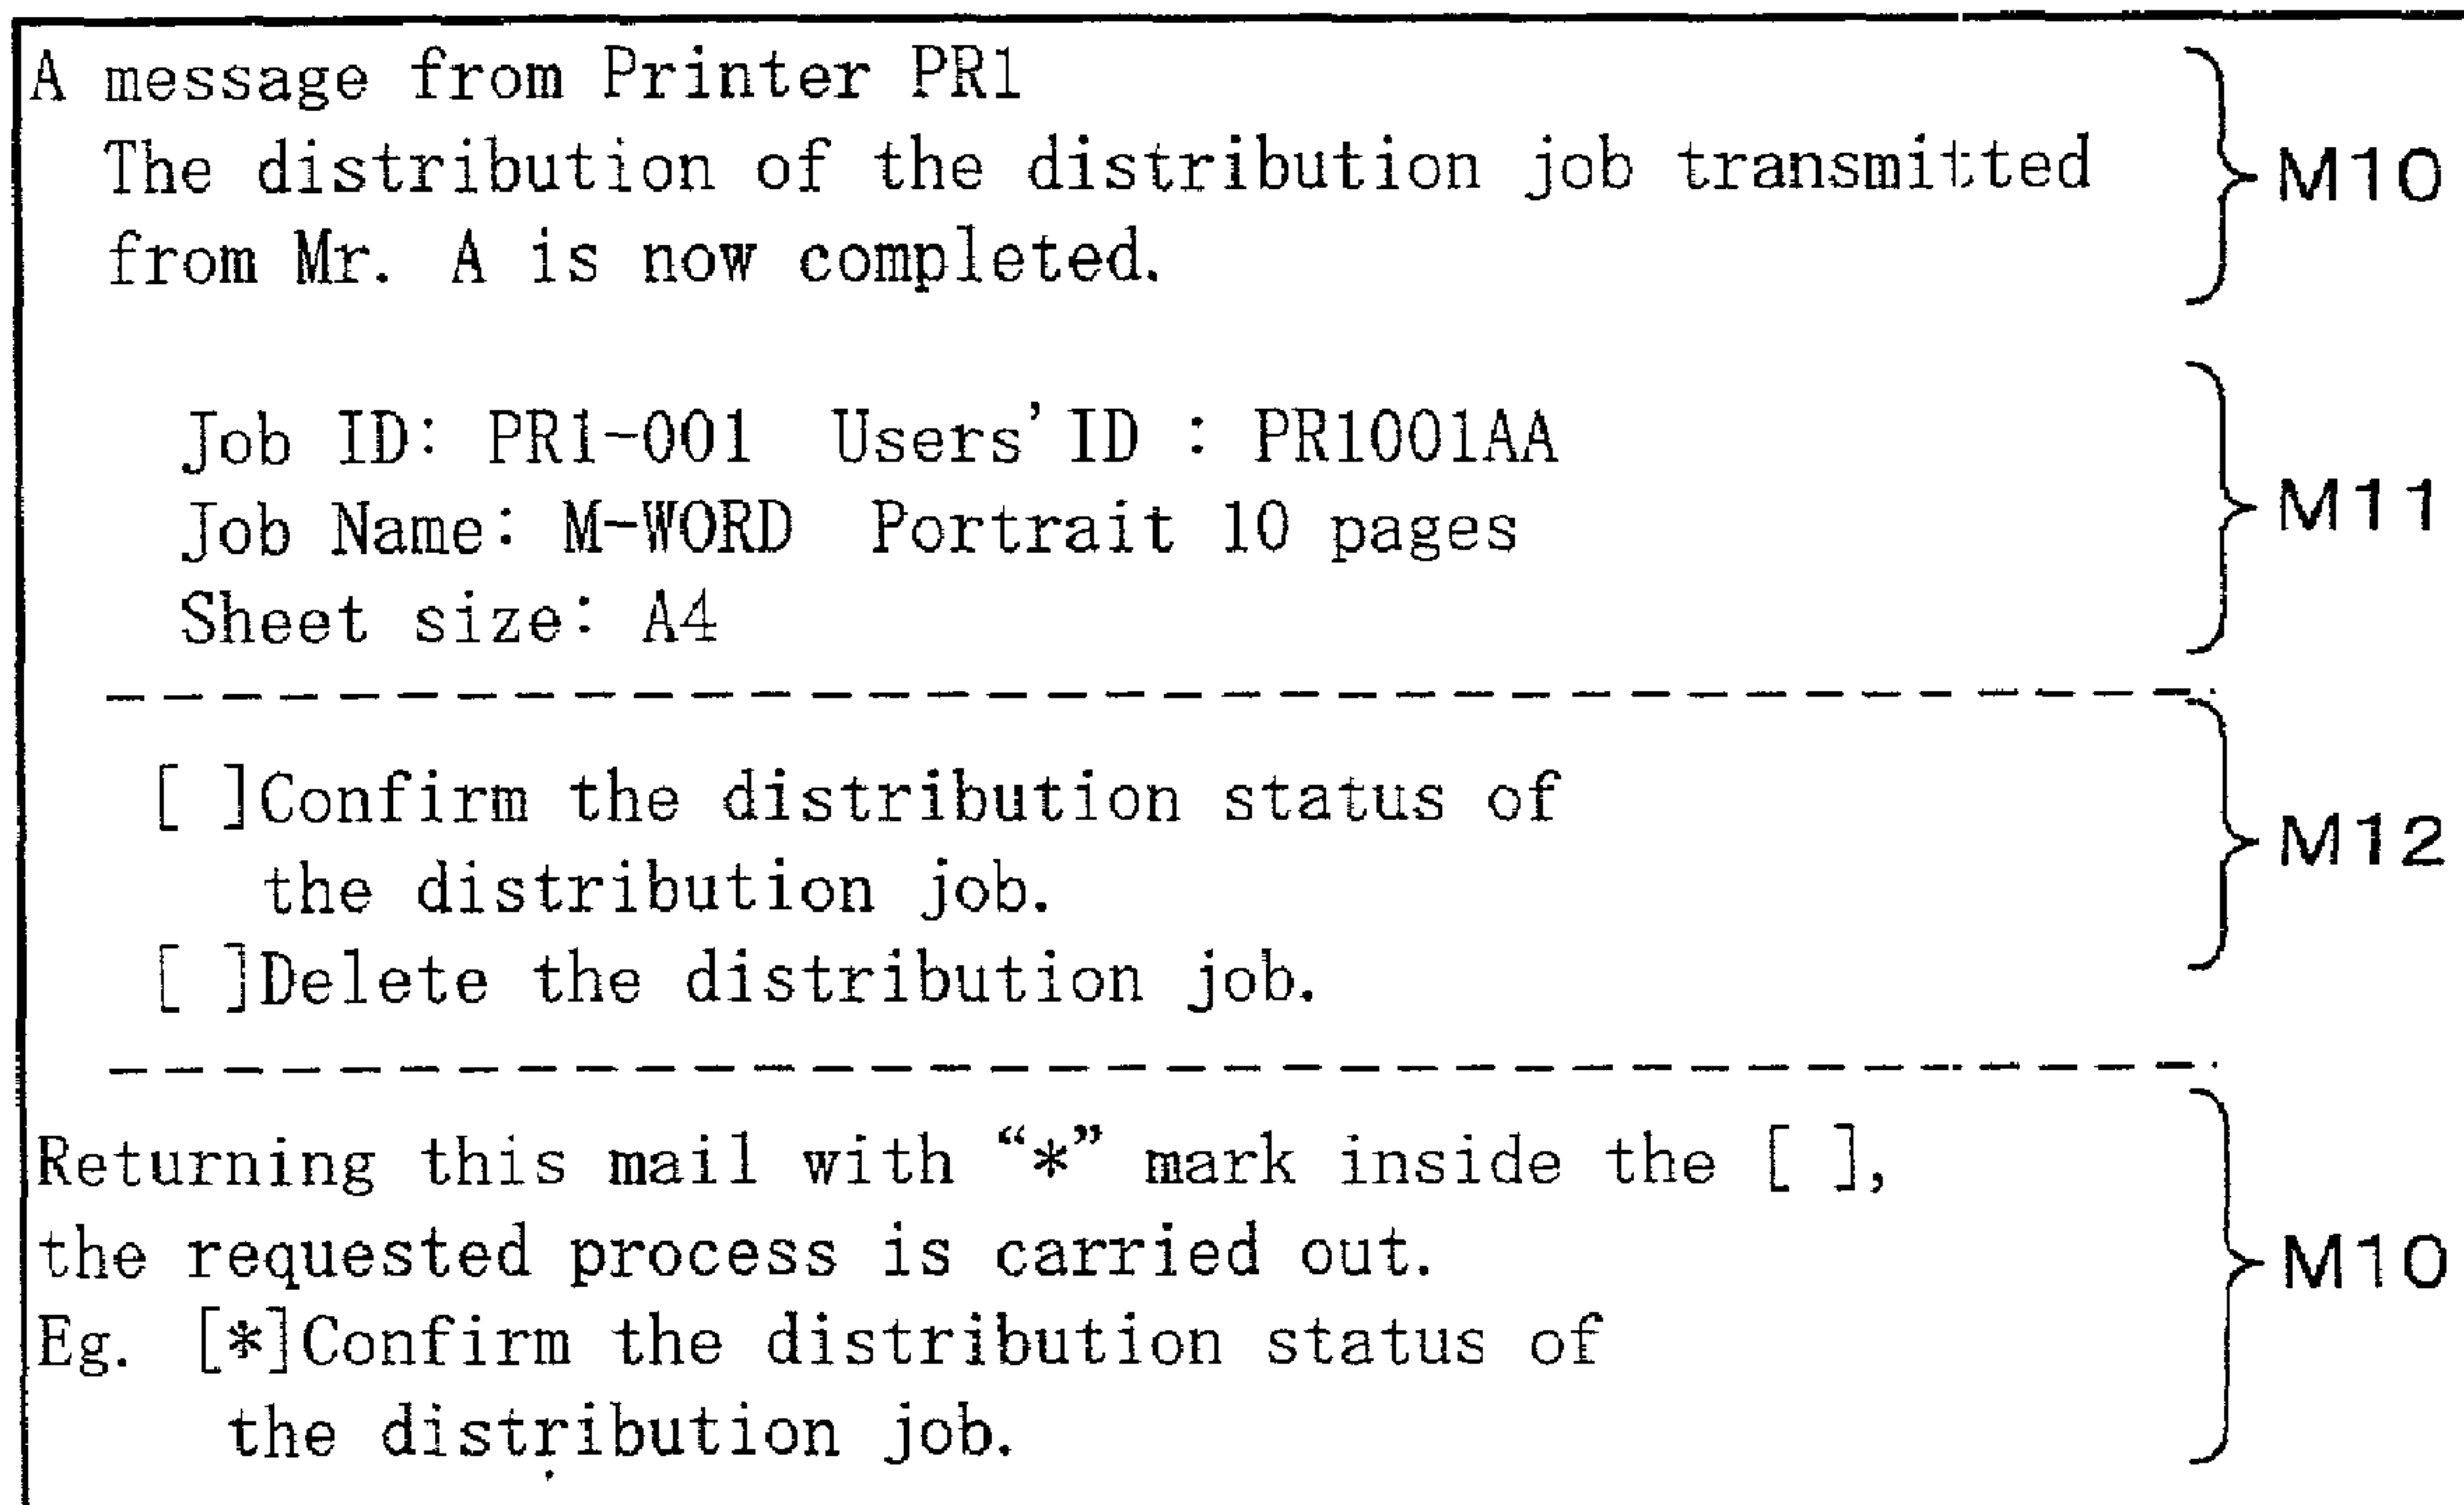 A message from Printer PR1
The distribution of the distribution job transmitted
from Mr. A is now completed.
M10
Job ID: PR1-001 Users' ID : PR1001AA
Job Name: M-WORD Portrait 10 pages
Sheet size: A4
M11
[ ]Confirm the distribution status of
the distribution job.
[ ]Delete the distribution job.
M12
Returning this mail with “*” mark inside the [ ],
the requested process is carried out.
Eg. [*]Confirm the distribution status of
the distribution job.
M10